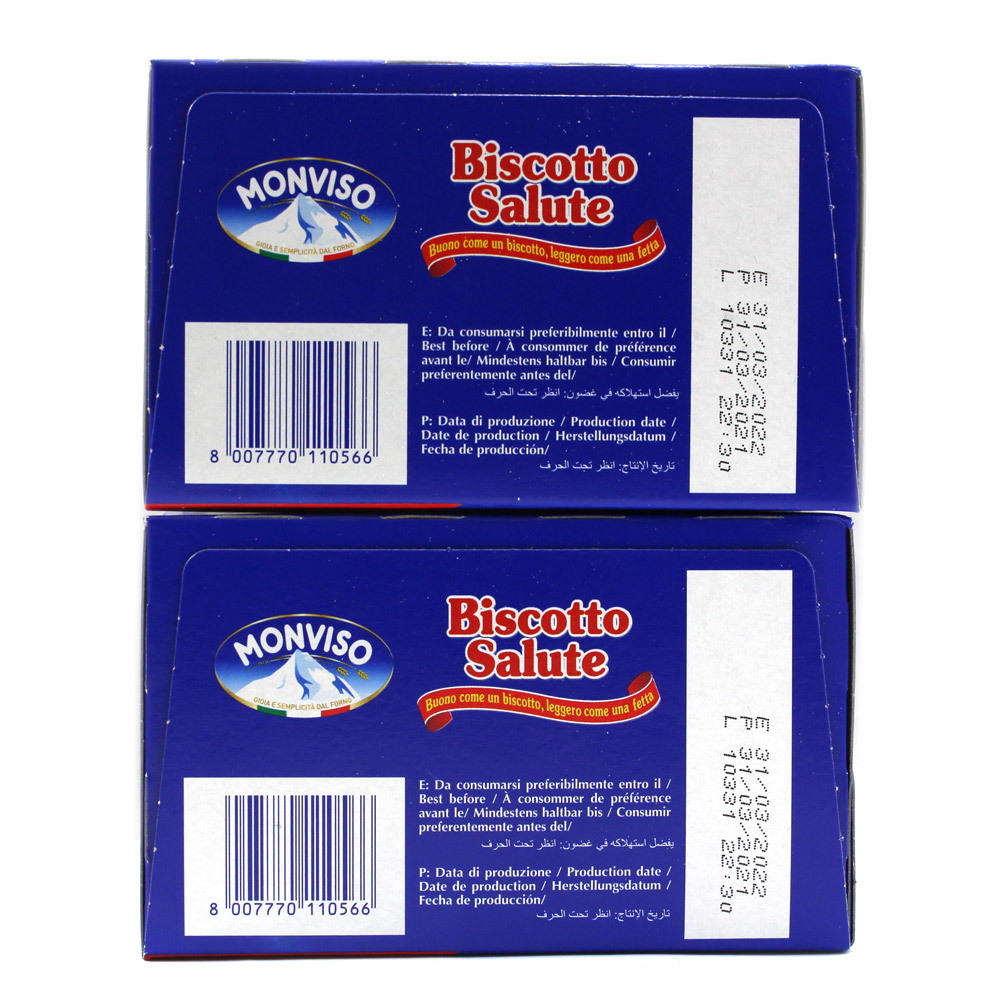 MONVISO
GIOIA E SEMPLICITÀ DAL FORNO
Biscotto
Salute
Buono come un biscotto, leggero come una fetta
E: Da consumarsi preferibilmente entro il /
Best before / À consommer de préférence
avant le/ Mindestens haltbar bis / Consumir
preferentemente antes del/
يفضل استهلاكه في غضون: انظر تحت الحرف
P: Data di produzione / Production date /
Date de production / Herstellungsdatum /
Fecha de producción/
تاريخ الإنتاج: انظر تحت الحرف
8 007770 110566
E 31/03/2022
P 31/03/2021
L 10331 22:30
MONVISO
GIOIA E SEMPLICITÀ DAL FORNO
Biscotto
Salute
Buono come un biscotto, leggero come una fetta
E: Da consumarsi preferibilmente entro il /
Best before / À consommer de préférence
avant le/ Mindestens haltbar bis / Consumir
preferentemente antes del/
يفضل استهلاكه في غضون: انظر تحت الحرف
P: Data di produzione / Production date /
Date de production / Herstellungsdatum /
Fecha de producción/
تاريخ الإنتاج: انظر تحت الحرف
8 007770 110566
E 31/03/2022
P 31/03/2021
L 10331 22:30